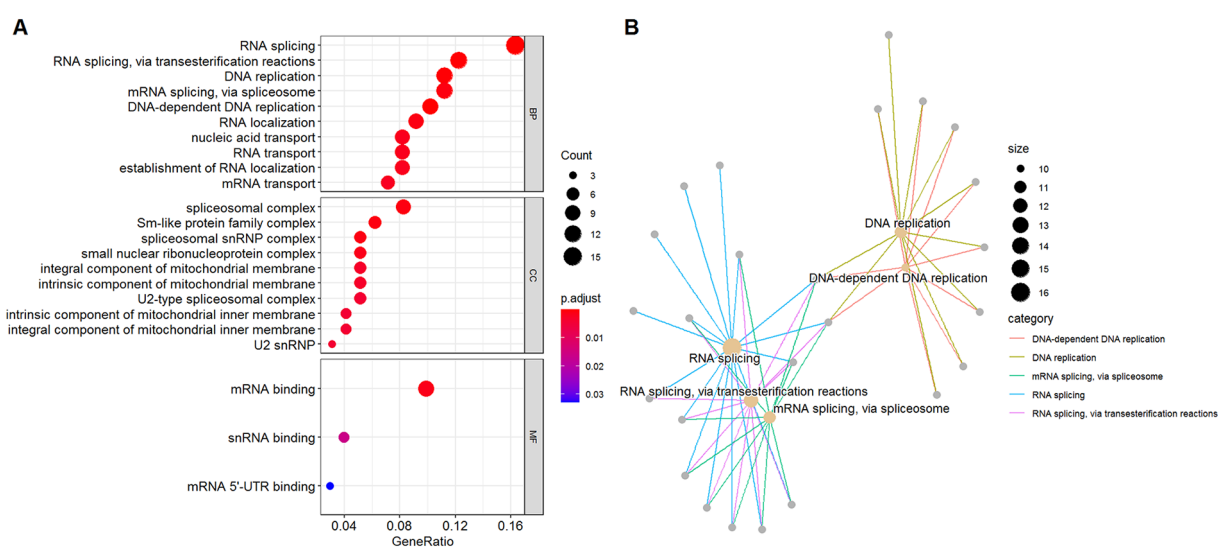 A
RNA splicing
RNA splicing, via transesterification reactions
DNA replication
mRNA splicing, via spliceosome
DNA-dependent DNA replication
RNA localization
nucleic acid transport
RNA transport
establishment of RNA localization
mRNA transport
BP
spliceosomal complex
Sm-like protein family complex
spliceosomal snRNP complex
small nuclear ribonucleoprotein complex
integral component of mitochondrial membrane
intrinsic component of mitochondrial membrane
U2-type spliceosomal complex
intrinsic component of mitochondrial inner membrane
integral component of mitochondrial inner membrane
U2 snRNP
CC
mRNA binding
snRNA binding
mRNA 5'-UTR binding
MF
0.04 0.08 0.12 0.16
GeneRatio
Count
3
6
9
12
15
p.adjust
0.01
0.02
0.03
B
DNA replication
DNA-dependent DNA replication
RNA splicing
RNA splicing, via transesterification reactions
mRNA splicing, via spliceosome
size
10
11
12
13
14
15
16
category
DNA-dependent DNA replication
DNA replication
mRNA splicing, via spliceosome
RNA splicing
RNA splicing, via transesterification reactions